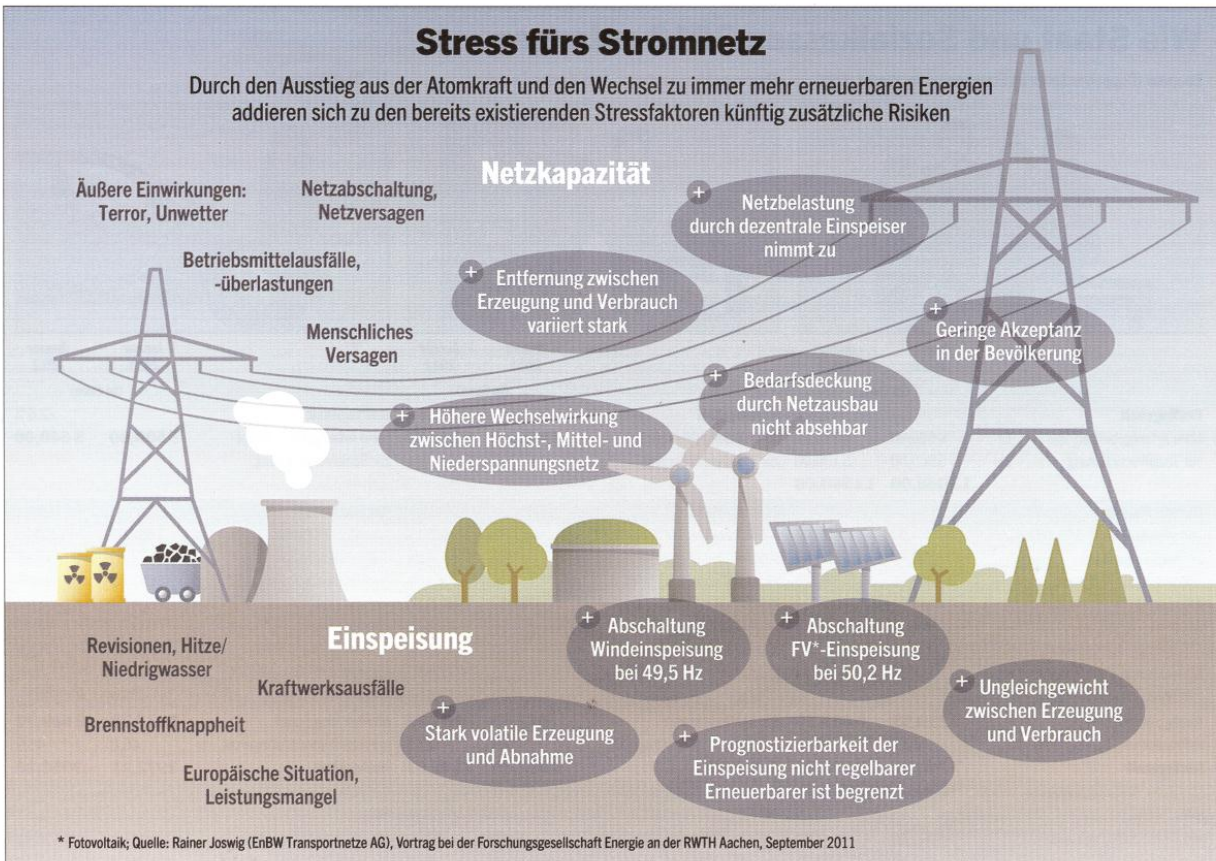 Stress fürs Stromnetz
Durch den Ausstieg aus der Atomkraft und den Wechsel zu immer mehr erneuerbaren Energien
addieren sich zu den bereits existierenden Stressfaktoren künftig zusätzliche Risiken
Netzkapazität
Äußere Einwirkungen:
Terror, Unwetter
Netzabschaltung,
Netzversagen
Betriebsmittelausfälle,
-überlastungen
Menschliches
Versagen
+
Netzbelastung
durch dezentrale Einspeiser
nimmt zu
+
Entfernung zwischen
Erzeugung und Verbrauch
variiert stark
+
Geringe Akzeptanz
in der Bevölkerung
+
Bedarfsdeckung
durch Netzausbau
nicht absehbar
+
Höhere Wechselwirkung
zwischen Höchst-, Mittel- und
Niederspannungsnetz
Einspeisung
Revisionen, Hitze/
Niedrigwasser
Kraftwerksausfälle
Brennstoffknappheit
Europäische Situation,
Leistungsmangel
+
Abschaltung
Windeinspeisung
bei 49,5 Hz
+
Abschaltung
FV*-Einspeisung
bei 50,2 Hz
+
Ungleichgewicht
zwischen Erzeugung
und Verbrauch
+
Stark volatile Erzeugung
und Abnahme
+
Prognostizierbarkeit der
Einspeisung nicht regelbarer
Erneuerbarer ist begrenzt
* Fotovoltaik; Quelle: Rainer Joswig (EnBW Transportnetze AG), Vortrag bei der Forschungsgesellschaft Energie an der RWTH Aachen, September 2011